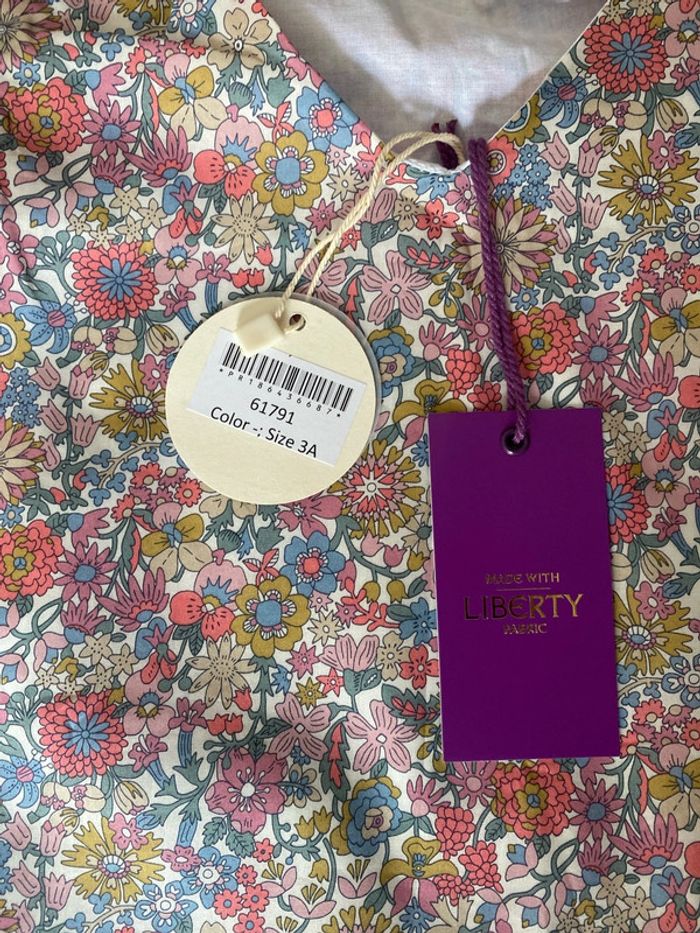 *PR186436687*
61791
Color -; Size 3A
MADE WITH
LIBERTY
FABRIC